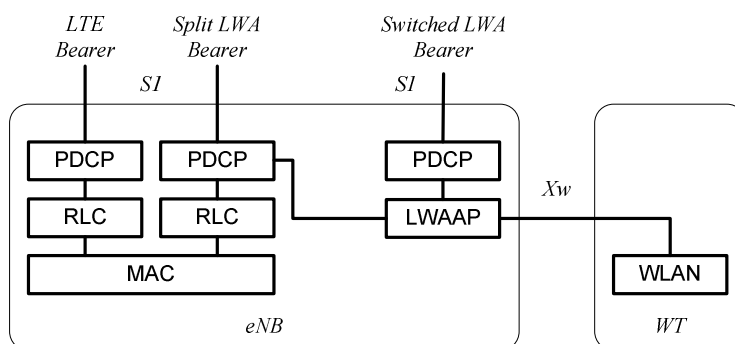 LTE
Bearer
Split LWA
Bearer
Switched LWA
Bearer
S1
S1
PDCP
PDCP
PDCP
Xw
RLC
RLC
LWAAP
MAC
WLAN
eNB
WT